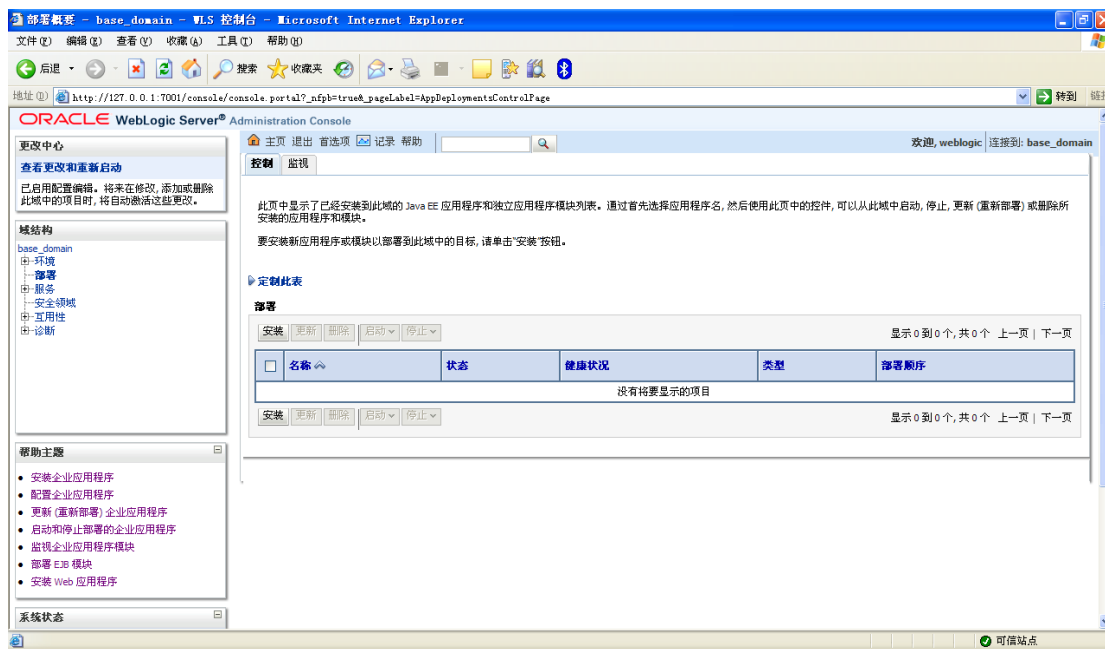 部署概要 - base_domain - WLS 控制台 - Microsoft Internet Explorer
文件(F) 编辑(E) 查看(V) 收藏(A) 工具(T) 帮助(H)
后退 搜索 收藏夹
地址(D) http://127.0.0.1:7001/console/console.portal?_nfpb=true&_pageLabel=AppDeploymentsControlPage 转到
ORACLE WebLogic Server® Administration Console
更改中心
查看更改和重新启动
已启用配置编辑。将来在修改, 添加或删除
此域中的项目时, 将自动激活这些更改。
域结构
base_domain
环境
部署
服务
安全领域
互用性
诊断
帮助主题
安装企业应用程序
配置企业应用程序
更新 (重新部署) 企业应用程序
启动和停止部署的企业应用程序
监视企业应用程序模块
部署 EJB 模块
安装 Web 应用程序
系统状态
主页 退出 首选项 记录 帮助
欢迎, weblogic 连接到: base_domain
控制 监视
此页中显示了已经安装到此域的 Java EE 应用程序和独立应用程序模块列表。通过首先选择应用程序名, 然后使用此页中的控件, 可以从此域中启动, 停止, 更新 (重新部署) 或删除所
安装的应用程序和模块。
要安装新应用程序或模块以部署到此域中的目标, 请单击"安装"按钮。
定制此表
部署
安装 更新 删除 启动 停止 显示 0 到 0 个, 共 0 个 上一页 | 下一页
名称 状态 健康状况 类型 部署顺序
没有将要显示的项目
安装 更新 删除 启动 停止 显示 0 到 0 个, 共 0 个 上一页 | 下一页
可信站点